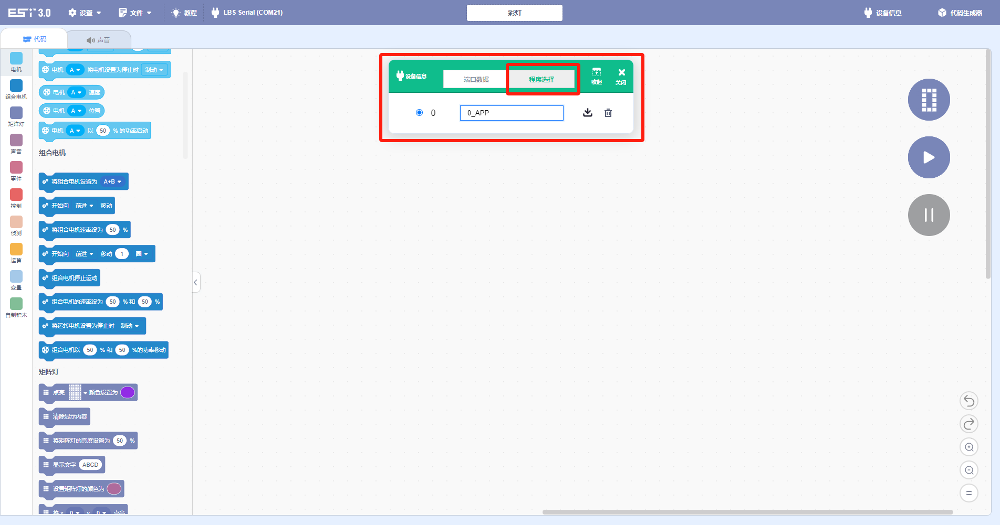 ESI 3.0 设置 文件 教程 LBS Serial (COM21) 彩灯 设备信息 代码生成器
代码 声音
电机
组合电机
矩阵灯
声音
事件
控制
侦测
运算
变量
自制积木
电机 A 将电机设置为停止时 制动
电机 A 速度
电机 A 位置
电机 A 以 50 % 的功率启动
组合电机
将组合电机设置为 A+B
开始向 前进 移动
将组合电机速率设为 50 %
开始向 前进 移动 1 圈
组合电机停止运动
组合电机的速率设为 50 % 和 50 %
将运转电机设置为停止时 制动
组合电机以 50 % 和 50 %的功率移动
矩阵灯
点亮 颜色设置为
清除显示内容
将矩阵灯的亮度设置为 50 %
显示文字 ABCD
设置矩阵灯的颜色为
将 x 0 y 0 点亮
设备信息 端口数据 程序选择 收起 关闭
0 0_APP